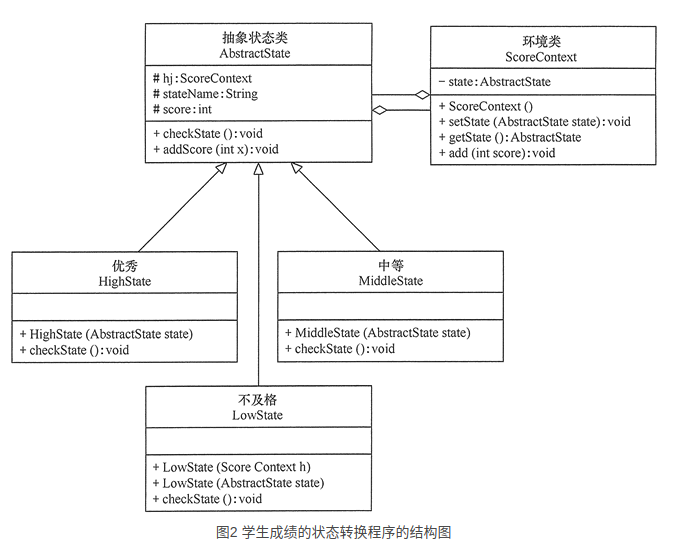 抽象状态类
AbstractState
# hj:ScoreContext
# stateName:String
# score:int
+ checkState ():void
+ addScore (int x):void
环境类
ScoreContext
− state:AbstractState
+ ScoreContext ()
+ setState (AbstractState state):void
+ getState ():AbstractState
+ add (int score):void
优秀
HighState
+ HighState (AbstractState state)
+ checkState ():void
中等
MiddleState
+ MiddleState (AbstractState state)
+ checkState ():void
不及格
LowState
+ LowState (Score Context h)
+ LowState (AbstractState state)
+ checkState ():void
图2 学生成绩的状态转换程序的结构图